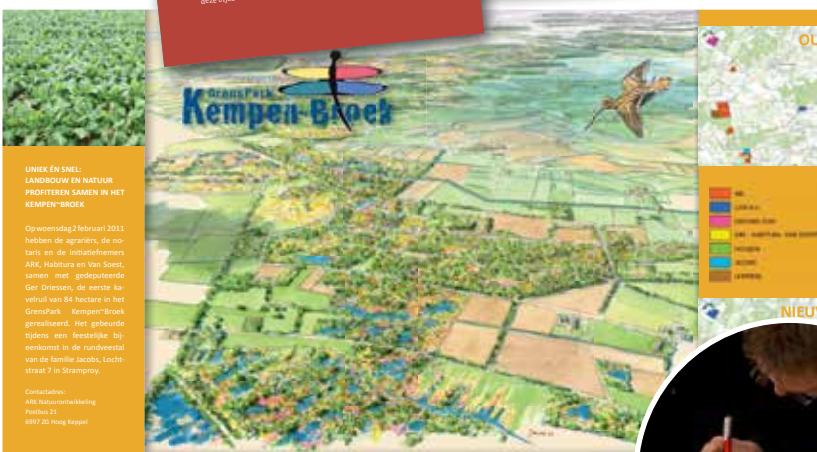 GrensPark
Kempen~Broek
OU
UNIEK ÉN SNEL:
LANDBOUW EN NATUUR
PROFITEREN SAMEN IN HET
KEMPEN~BROEK
Op woensdag 2 februari 2011
hebben de agrariërs, de no-
taris en de initiatiefnemers
ARK, Habitura en Van Soest,
samen met gedeputeerde
Ger Driessen, de eerste ka-
velruil van 84 hectare in het
GrensPark Kempen~Broek
gerealiseerd. Het gebeurde
tijdens een feestelijke bij-
eenkomst in de rundveestal
van de familie Jacobs, Locht-
straat 7 in Stramproy.
Contactadres:
ARK Natuurontwikkeling
Postbus 21
6997 ZG Hoog Keppel
NIEUW